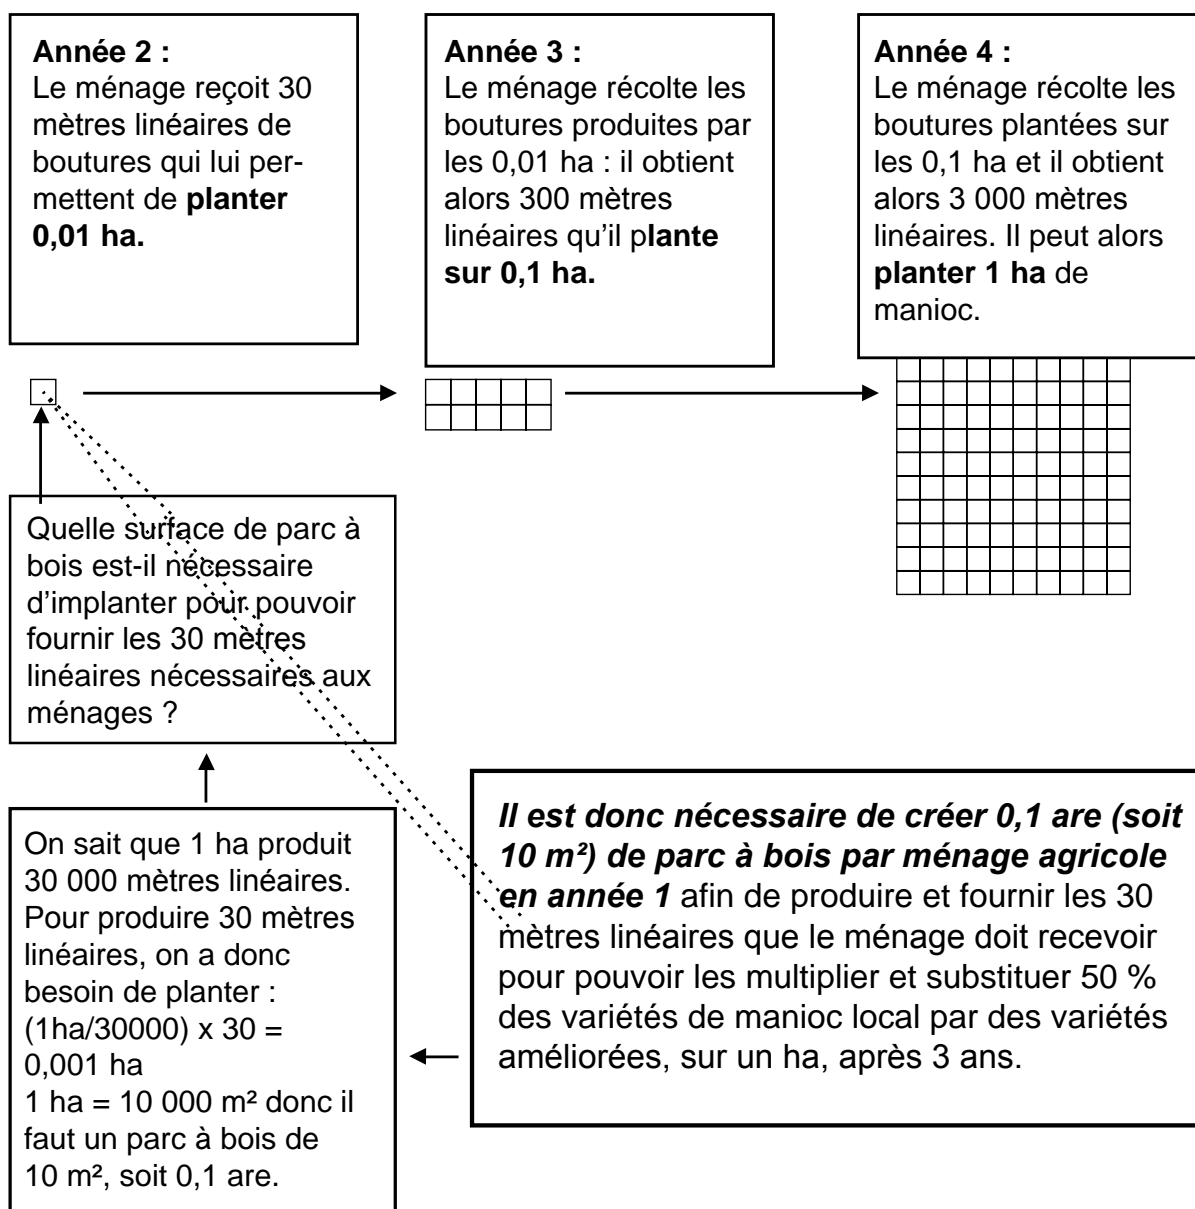 Année 2 :
Le ménage reçoit 30
mètres linéaires de
boutures qui lui per-
mettent de planter
0,01 ha.
Année 3 :
Le ménage récolte les
boutures produites par
les 0,01 ha : il obtient
alors 300 mètres
linéaires qu’il plante
sur 0,1 ha.
Année 4 :
Le ménage récolte les
boutures plantées sur
les 0,1 ha et il obtient
alors 3 000 mètres
linéaires. Il peut alors
planter 1 ha de
manioc.
Quelle surface de parc à
bois est-il nécessaire
d’implanter pour pouvoir
fournir les 30 mètres
linéaires nécessaires aux
ménages ?
On sait que 1 ha produit
30 000 mètres linéaires.
Pour produire 30 mètres
linéaires, on a donc
besoin de planter :
(1ha/30000) x 30 =
0,001 ha
1 ha = 10 000 m² donc il
faut un parc à bois de
10 m², soit 0,1 are.
Il est donc nécessaire de créer 0,1 are (soit
10 m²) de parc à bois par ménage agricole
en année 1 afin de produire et fournir les 30
mètres linéaires que le ménage doit recevoir
pour pouvoir les multiplier et substituer 50 %
des variétés de manioc local par des variétés
améliorées, sur un ha, après 3 ans.